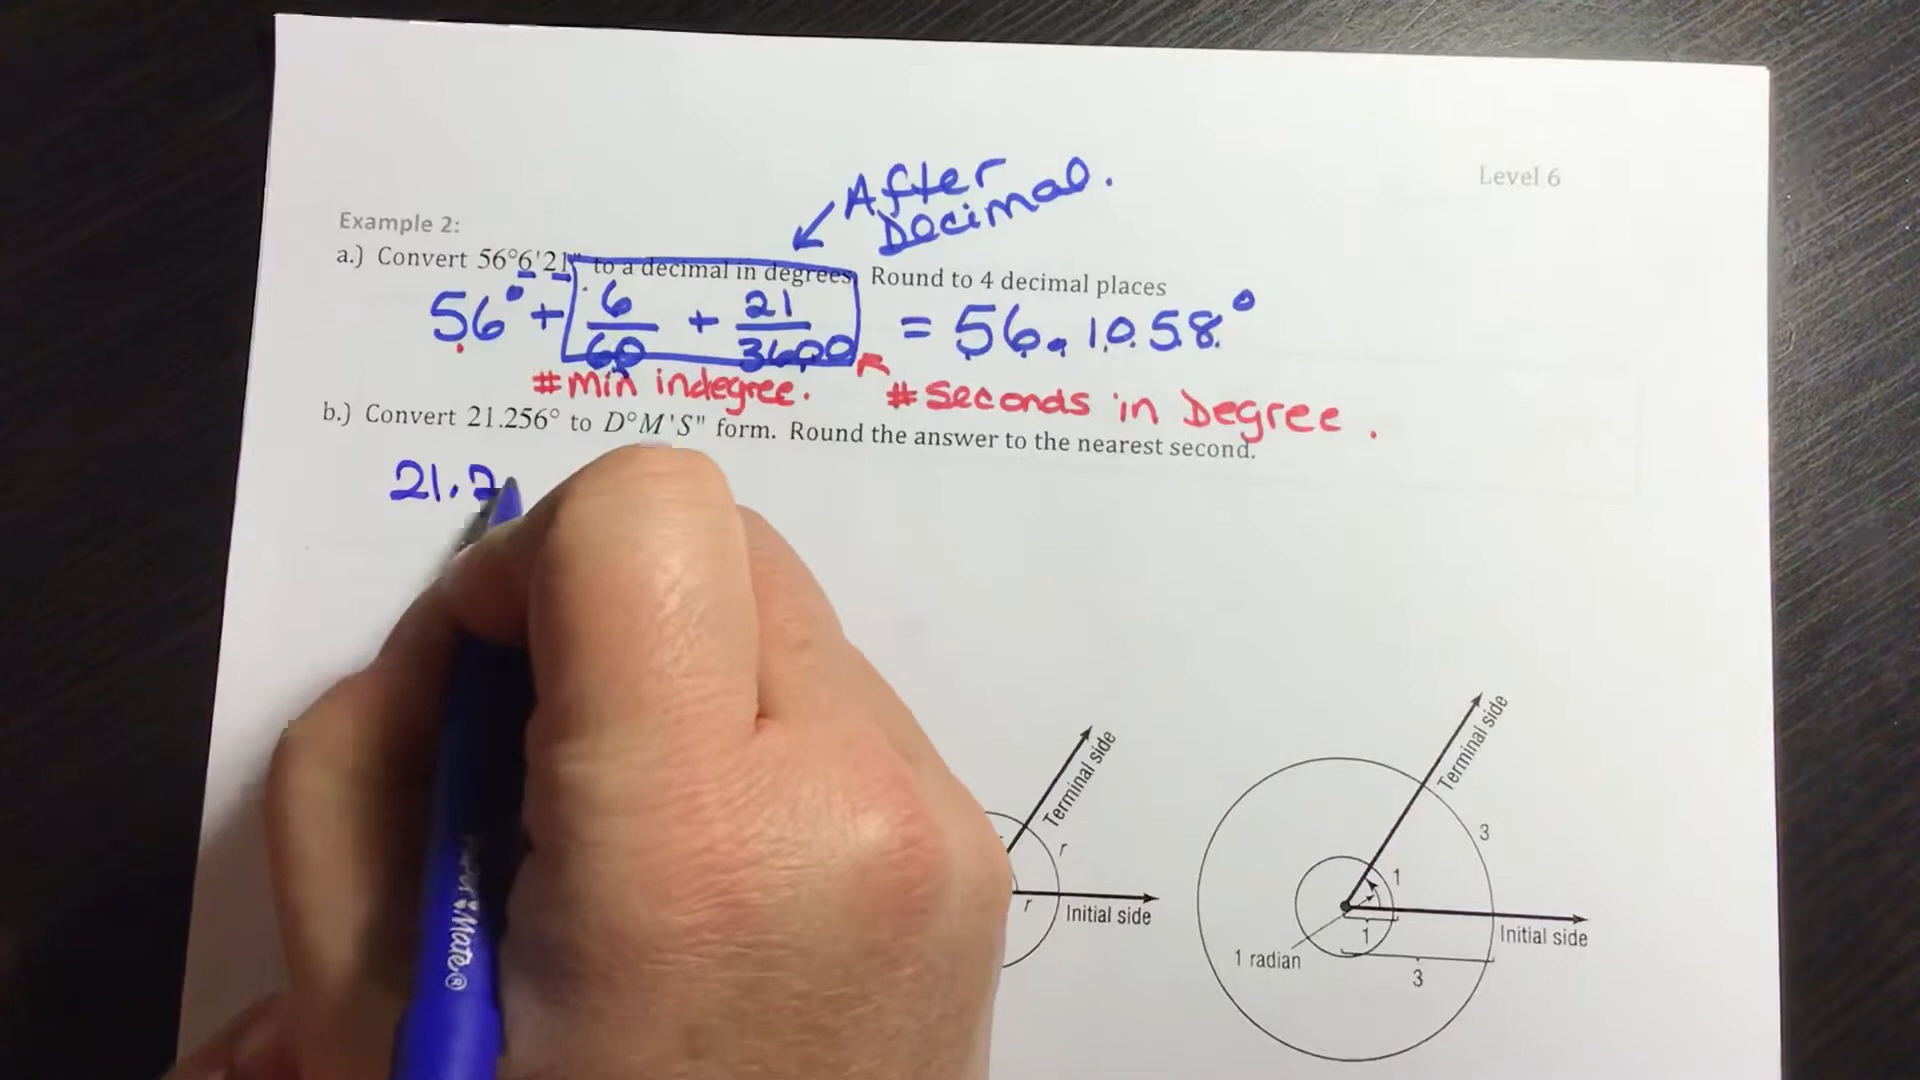 After
Decimal.
Level 6
Example 2:
a.) Convert 56°6'21" to a decimal in degrees. Round to 4 decimal places
56° + 6/60 + 21/3600 = 56.1058°
#min indegree.
#seconds in Degree.
b.) Convert 21.256° to D°M'S" form. Round the answer to the nearest second.
21.2
Terminal side
r
r
Initial side
Terminal side
3
1
1
Initial side
1 radian
3
PaperMate®